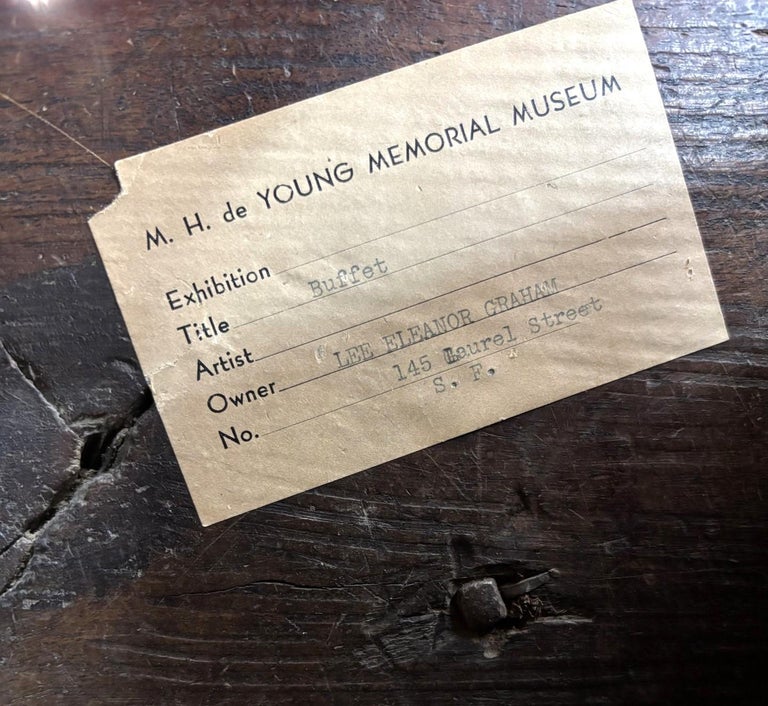 M. H. de YOUNG MEMORIAL MUSEUM
Exhibition
Title Buffet
Artist
Owner LEE ELEANOR GRAHAM
No. 145 Laurel Street
S. F.